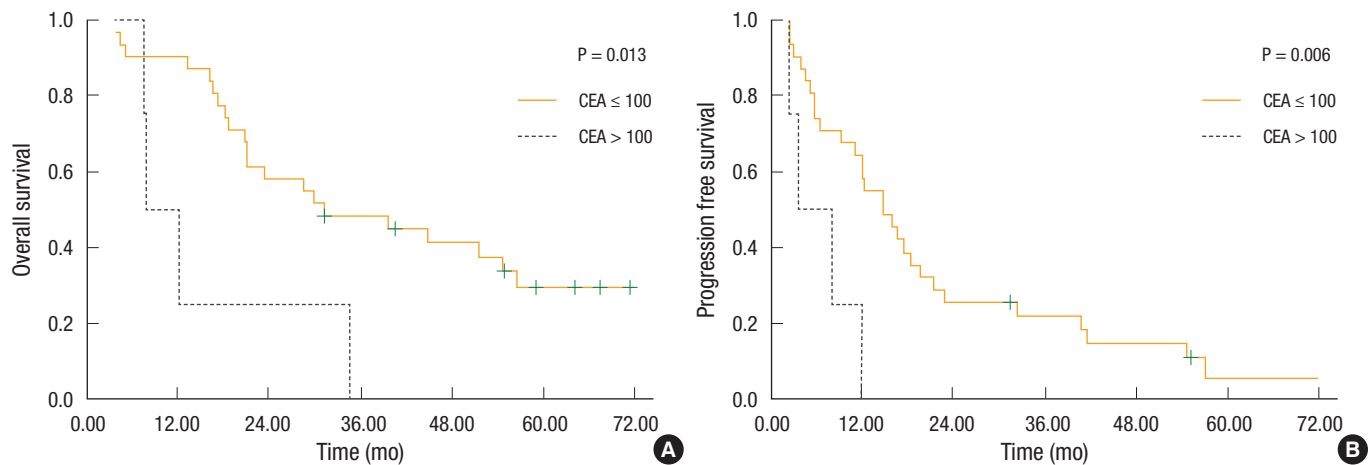 1.0
0.8
0.6
0.4
0.2
0.0
Overall survival
P = 0.013
CEA ≤ 100
CEA > 100
0.00 12.00 24.00 36.00 48.00 60.00 72.00
Time (mo)
A
1.0
0.8
0.6
0.4
0.2
0.0
Progression free survival
P = 0.006
CEA ≤ 100
CEA > 100
0.00 12.00 24.00 36.00 48.00 60.00 72.00
Time (mo)
B